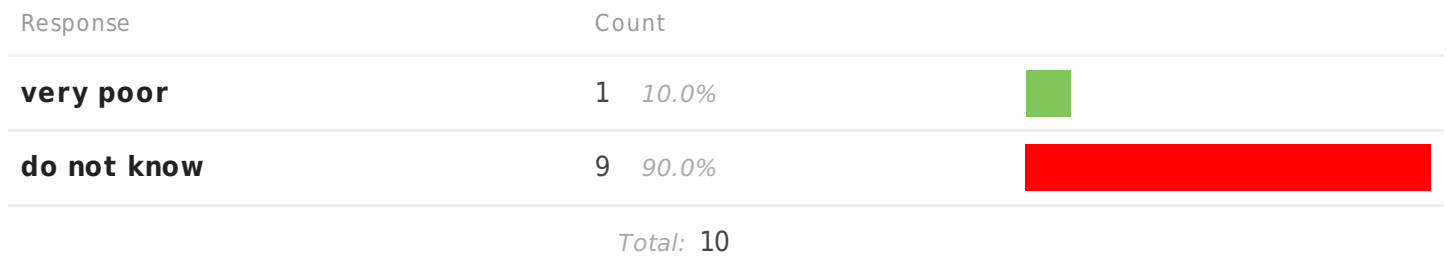 Response Count
very poor 1 10.0%
do not know 9 90.0%
Total: 10